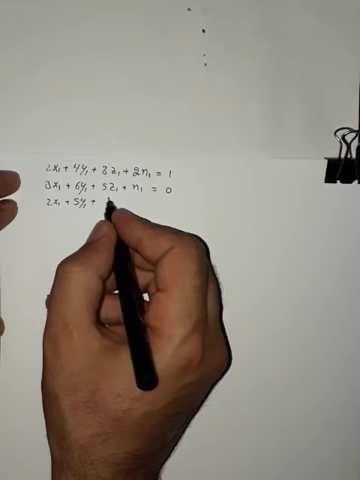 2x₁ + 4y₁ + 3z₁ + 2n₁ = 1
3x₁ + 6y₁ + 5z₁ + n₁ = 0
2x₁ + 5y₁ +